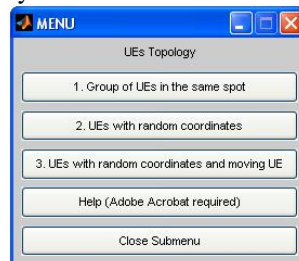 MENU
UEs Topology
1. Group of UEs in the same spot
2. UEs with random coordinates
3. UEs with random coordinates and moving UE
Help (Adobe Acrobat required)
Close Submenu